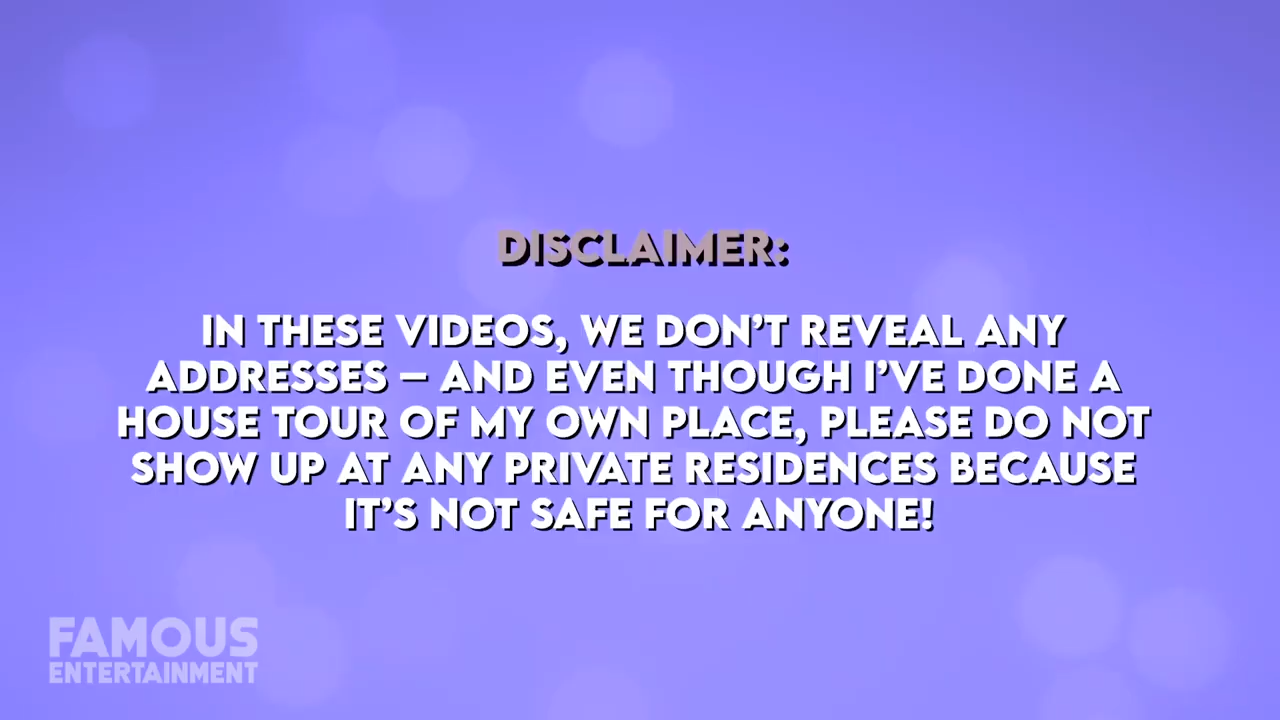 DISCLAIMER:
IN THESE VIDEOS, WE DON'T REVEAL ANY
ADDRESSES – AND EVEN THOUGH I'VE DONE A
HOUSE TOUR OF MY OWN PLACE, PLEASE DO NOT
SHOW UP AT ANY PRIVATE RESIDENCES BECAUSE
IT'S NOT SAFE FOR ANYONE!
FAMOUS
ENTERTAINMENT